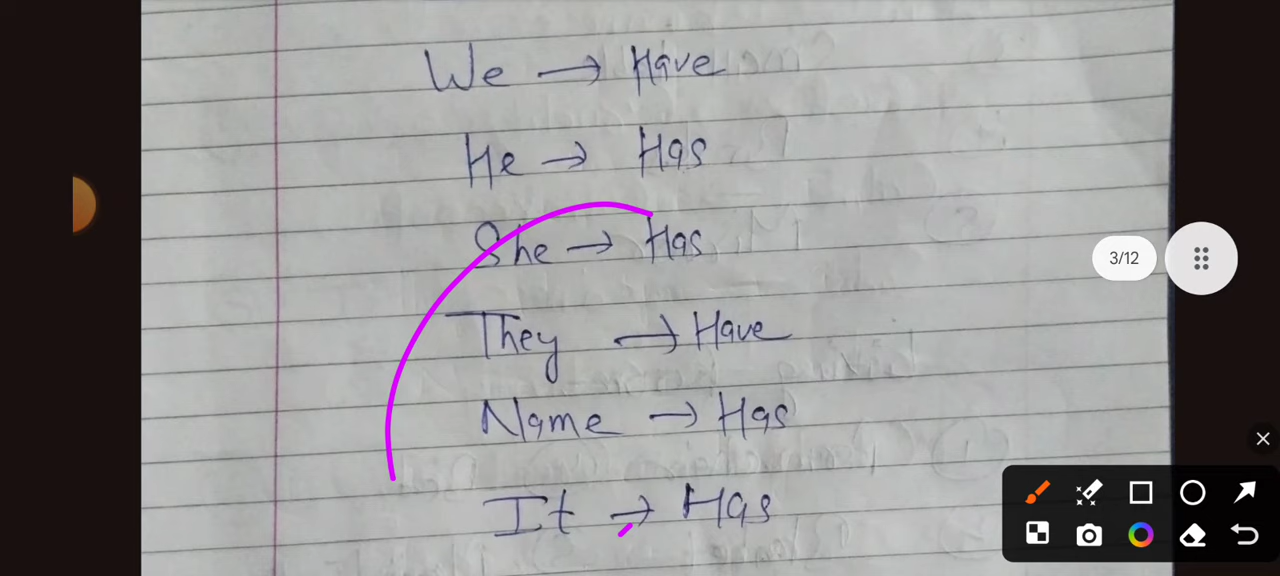 We → Have
He → Has
She → Has
They → Have
Name → Has
It → Has
3/12